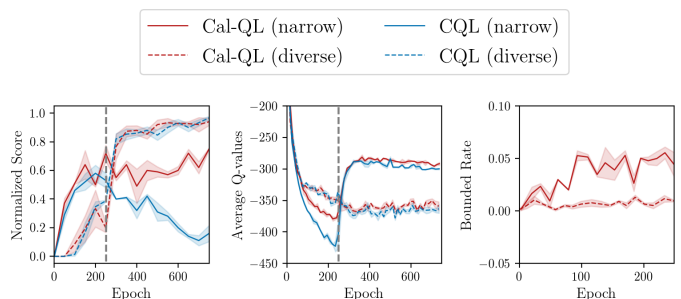 Cal-QL (narrow)
CQL (narrow)
Cal-QL (diverse)
CQL (diverse)
Normalized Score
1.0
0.8
0.6
0.4
0.2
0.0
0
200
400
600
Epoch
Average Q-values
−200
−250
−300
−350
−400
−450
0
200
400
600
Epoch
Bounded Rate
0.10
0.05
0.00
−0.05
0
100
200
Epoch